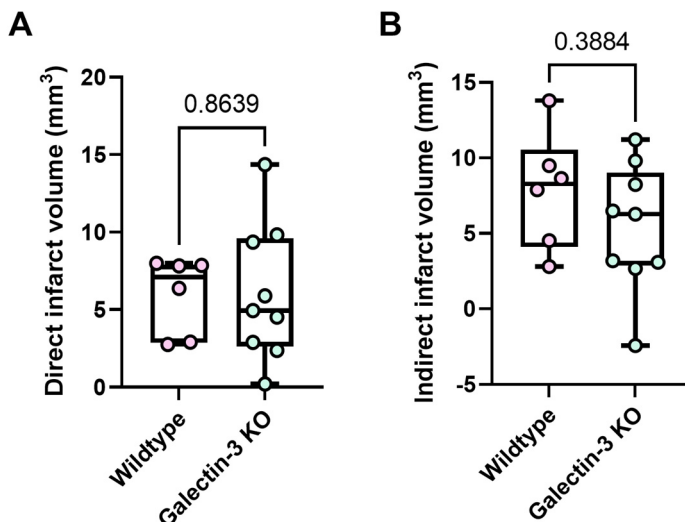 A
Direct infarct volume (mm³)
20
15
10
5
0
0.8639
Wildtype
Galectin-3 KO
B
Indirect infarct volume (mm³)
15
10
5
0
-5
0.3884
Wildtype
Galectin-3 KO